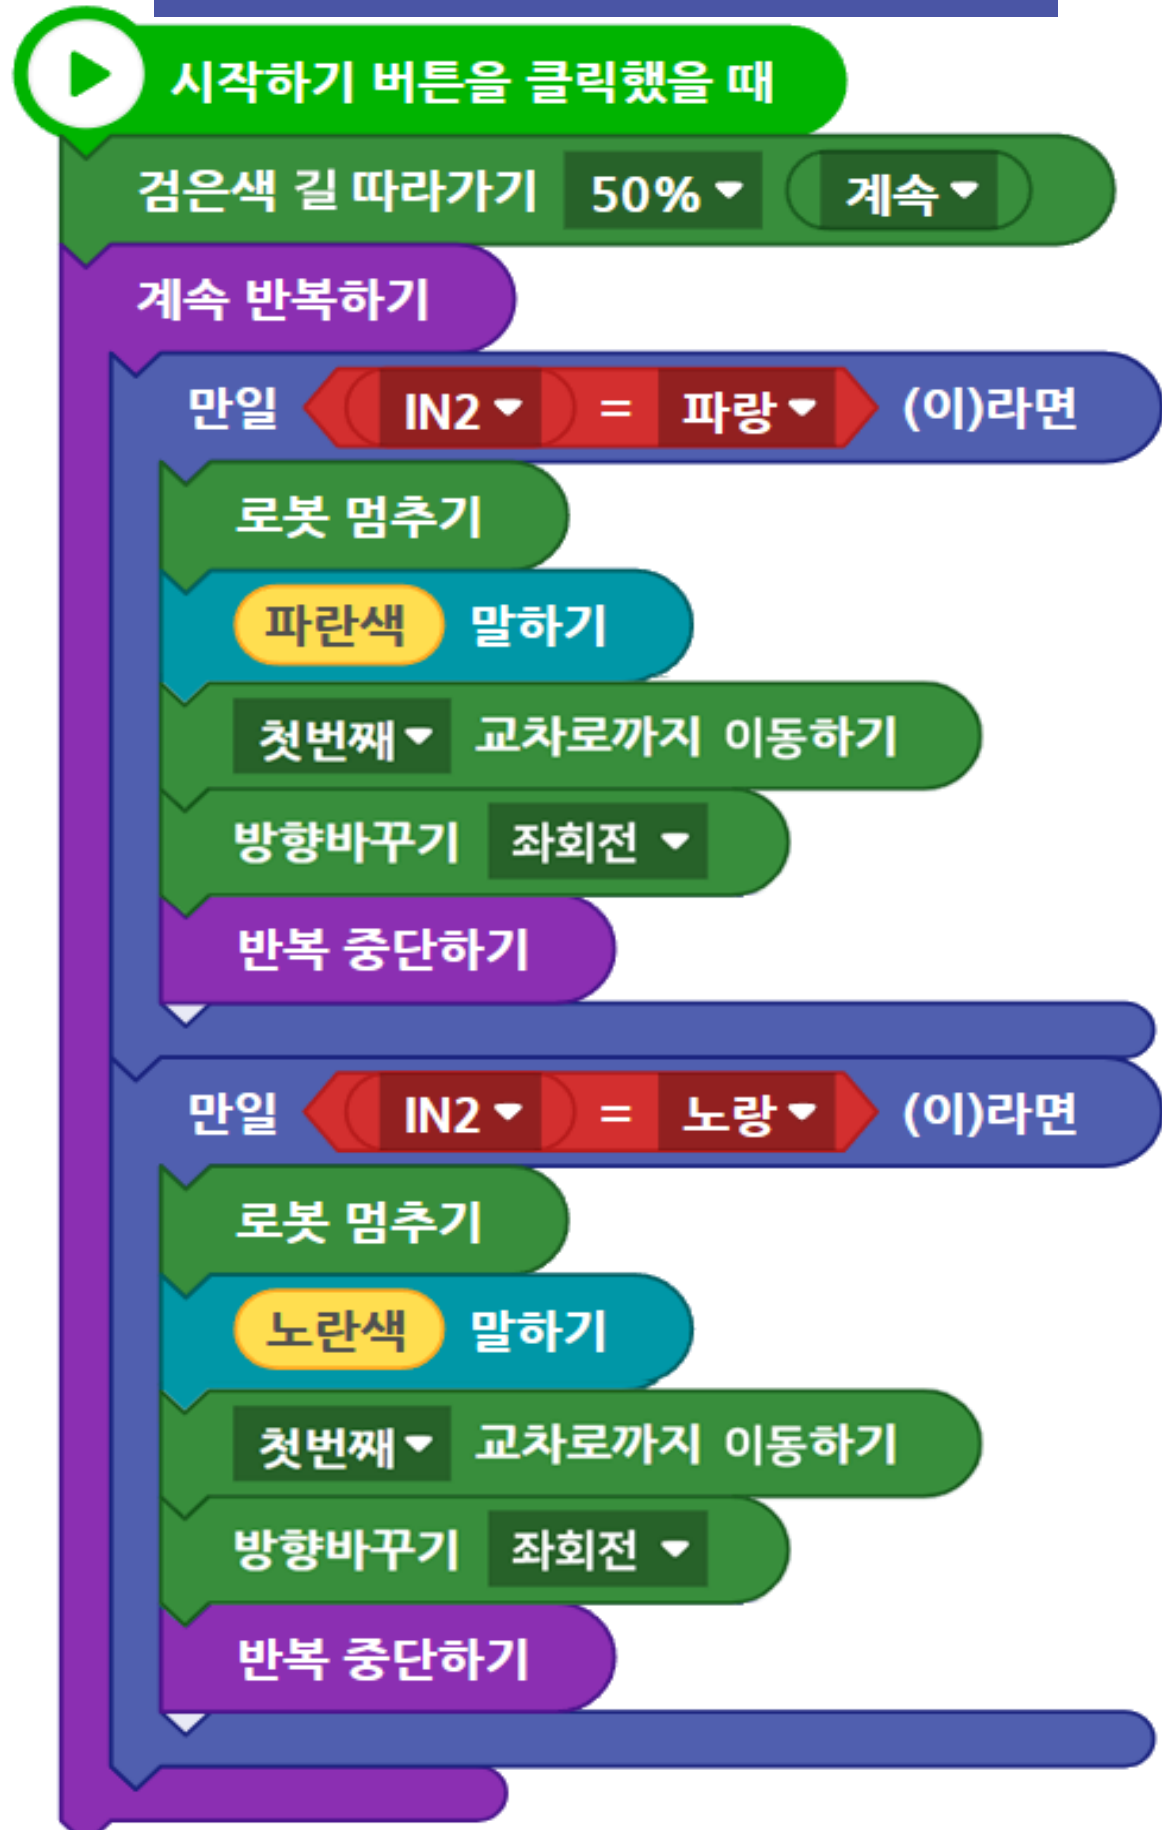 시작하기 버튼을 클릭했을 때
검은색 길 따라가기 50% 계속
계속 반복하기
만일 IN2 = 파랑 (이)라면
로봇 멈추기
파란색 말하기
첫번째 교차로까지 이동하기
방향바꾸기 좌회전
반복 중단하기
만일 IN2 = 노랑 (이)라면
로봇 멈추기
노란색 말하기
첫번째 교차로까지 이동하기
방향바꾸기 좌회전
반복 중단하기